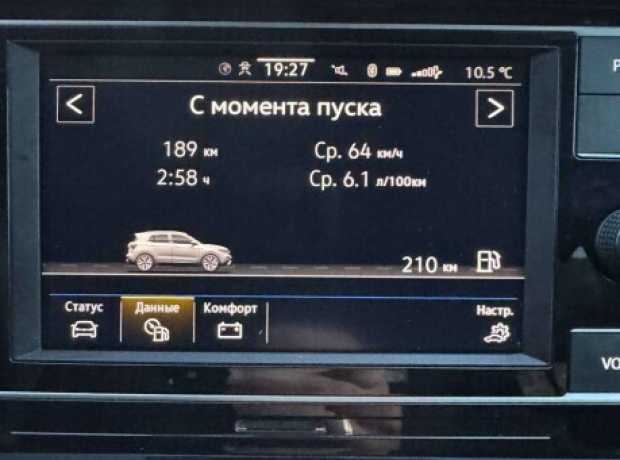 19:27 10.5 °C
P
< С момента пуска >
189 км Ср. 64 км/ч
2:58 ч Ср. 6.1 л/100км
210 км
Статус Данные Комфорт Настр.
VO